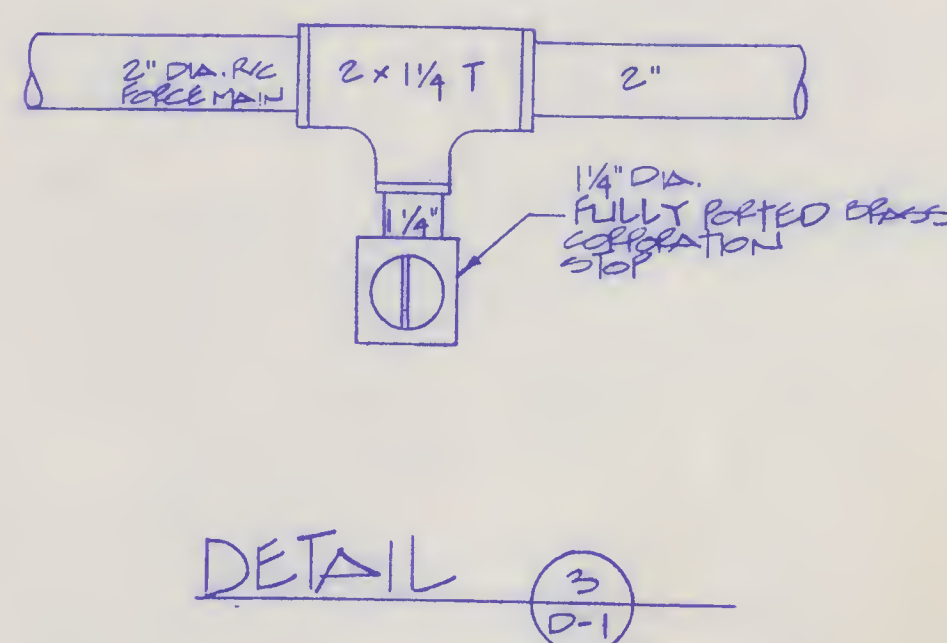 2" DIA. PVC
FORCE MAIN
2 x 1¼ T
2"
1¼"
1¼" DIA.
FULLY PORTED BRASS
CORPORATION
STOP
DETAIL
3
D-1